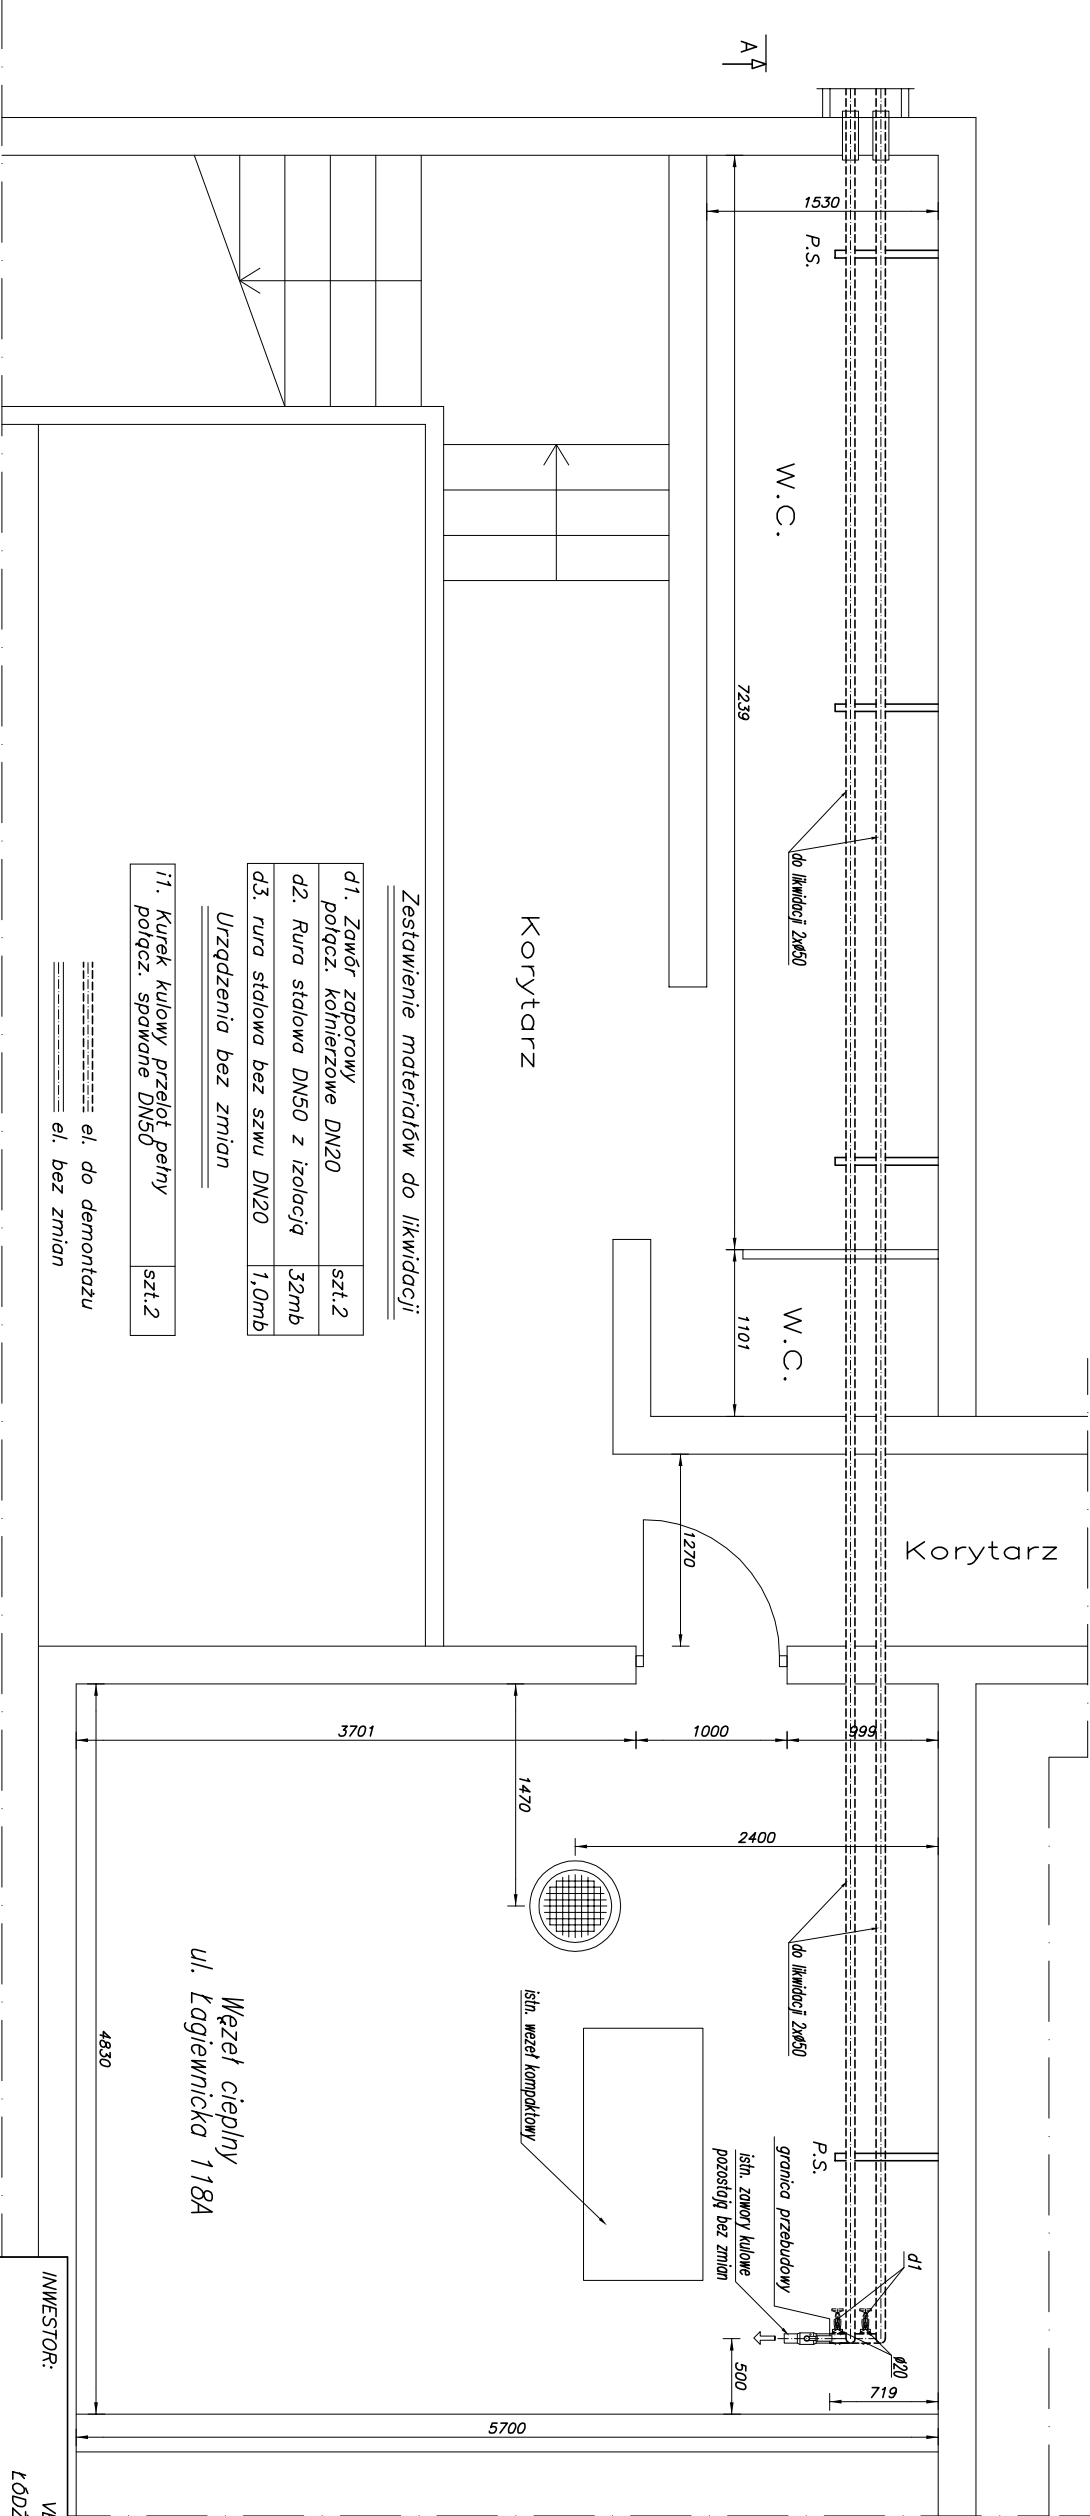 A
1530
P.S.
W.C.
7239
do likwidacji 2xø50
Korytarz
Zestawienie materiałów do likwidacji
d1. Zawór zaporowy
połącz. kołnierzowe DN20
szt.2
d2. Rura stalowa DN50 z izolacją
32mb
d3. rura stalowa bez szwu DN20
1,0mb
Urządzenia bez zmian
i1. Kurek kulowy przelot pełny
połącz. spawane DN50
szt.2
el. do demontażu
el. bez zmian
W.C.
1101
1270
Korytarz
3701
1000
999
1470
2400
do likwidacji 2xø50
istn. wezeł kompaktowy
Węzeł cieplny
ul. Łagiewnicka 118A
4830
P.S.
granica przebudowy
istn. zawory kulowe
pozostają bez zmian
d1
ø20
500
719
5700
INWESTOR:
ŁÓDŹ